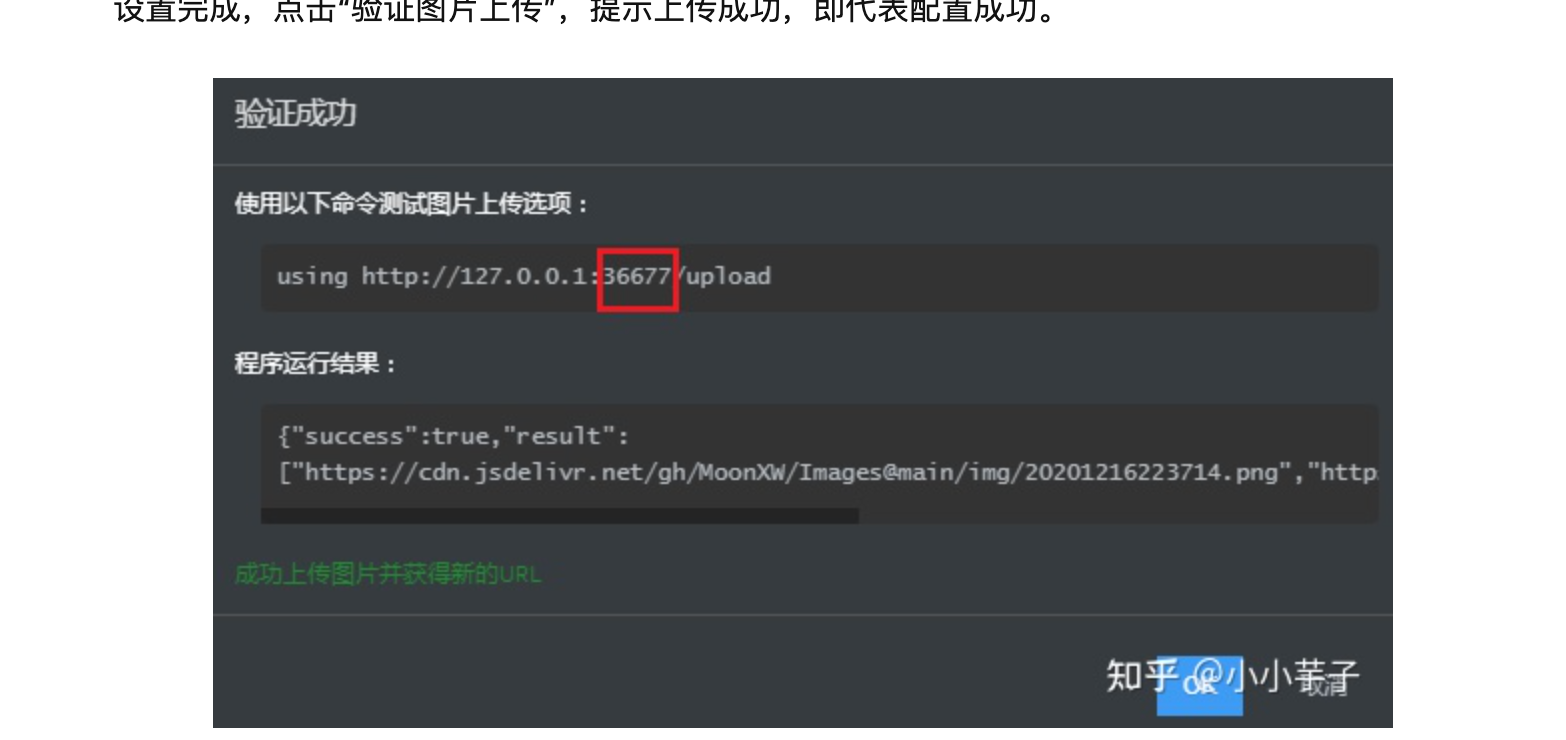 设置完成，点击“验证图片上传”，提示上传成功，即代表配置成功。
验证成功
使用以下命令测试图片上传选项：
using http://127.0.0.1:36677/upload
程序运行结果：
{"success":true,"result":
["https://cdn.jsdelivr.net/gh/MoonXW/Images@main/img/20201216223714.png","http
成功上传图片并获得新的URL
OK 取消
知乎 @小小芋子